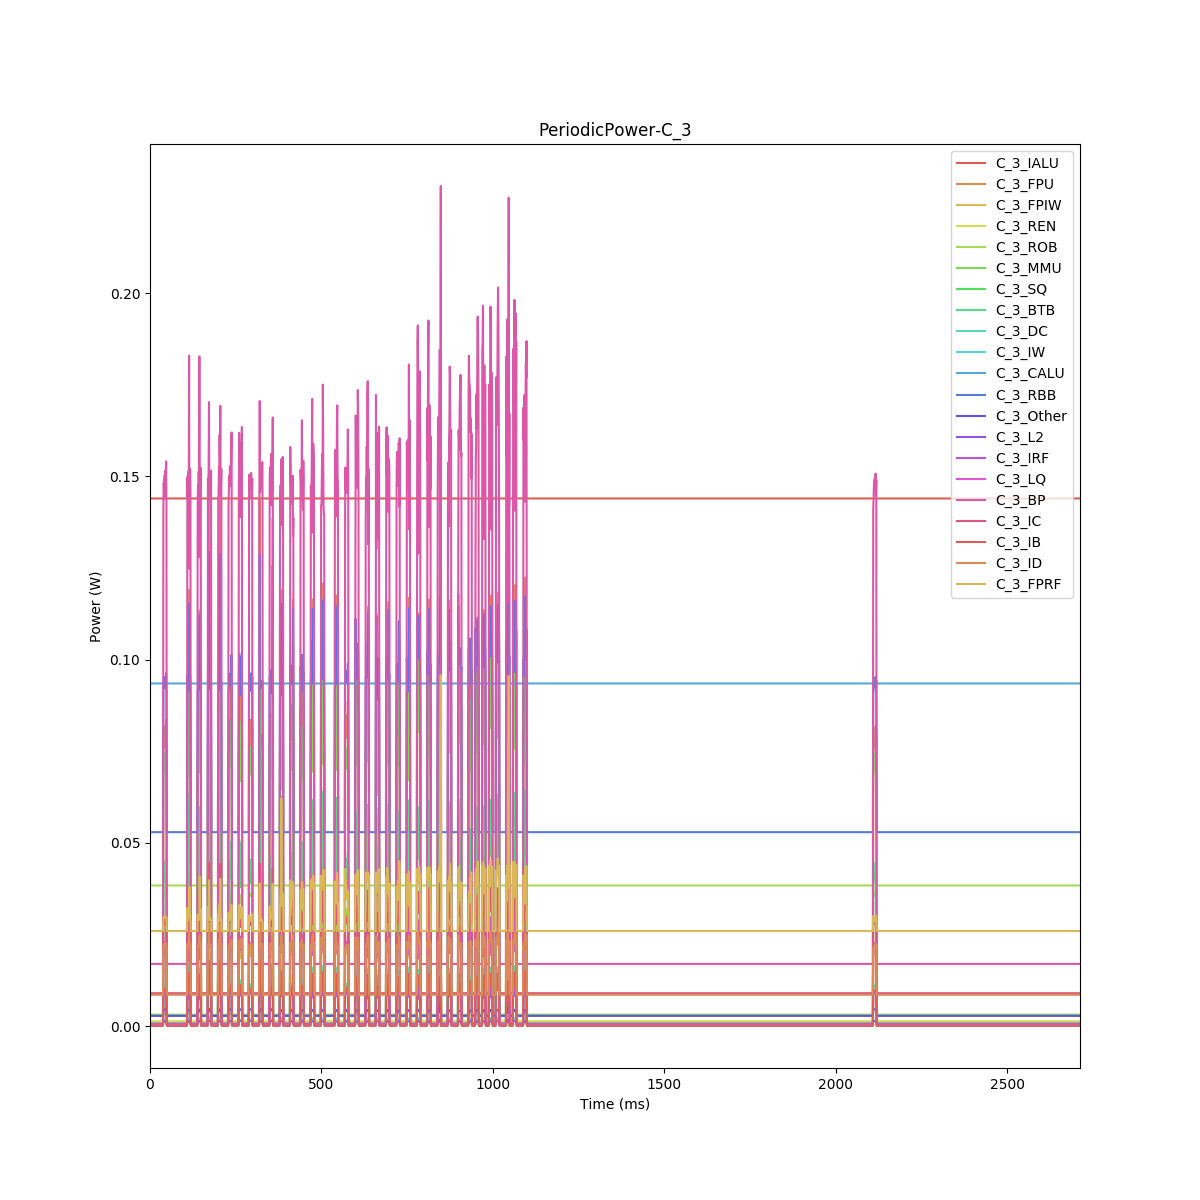 PeriodicPower-C_3
C_3_IALU
C_3_FPU
C_3_FPIW
C_3_REN
C_3_ROB
C_3_MMU
C_3_SQ
C_3_BTB
C_3_DC
C_3_IW
C_3_CALU
C_3_RBB
C_3_Other
C_3_L2
C_3_IRF
C_3_LQ
C_3_BP
C_3_IC
C_3_IB
C_3_ID
C_3_FPRF
0.20
0.15
0.10
0.05
0.00
Power (W)
0 500 1000 1500 2000 2500
Time (ms)